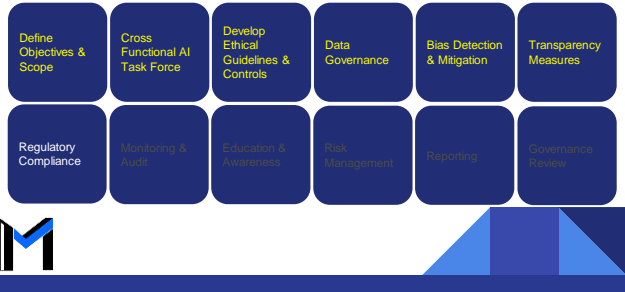 Define
Objectives &
Scope
Cross
Functional AI
Task Force
Develop
Ethical
Guidelines &
Controls
Data
Governance
Bias Detection
& Mitigation
Transparency
Measures
Regulatory
Compliance
Monitoring &
Audit
Education &
Awareness
Risk
Management
Reporting
Governance
Review